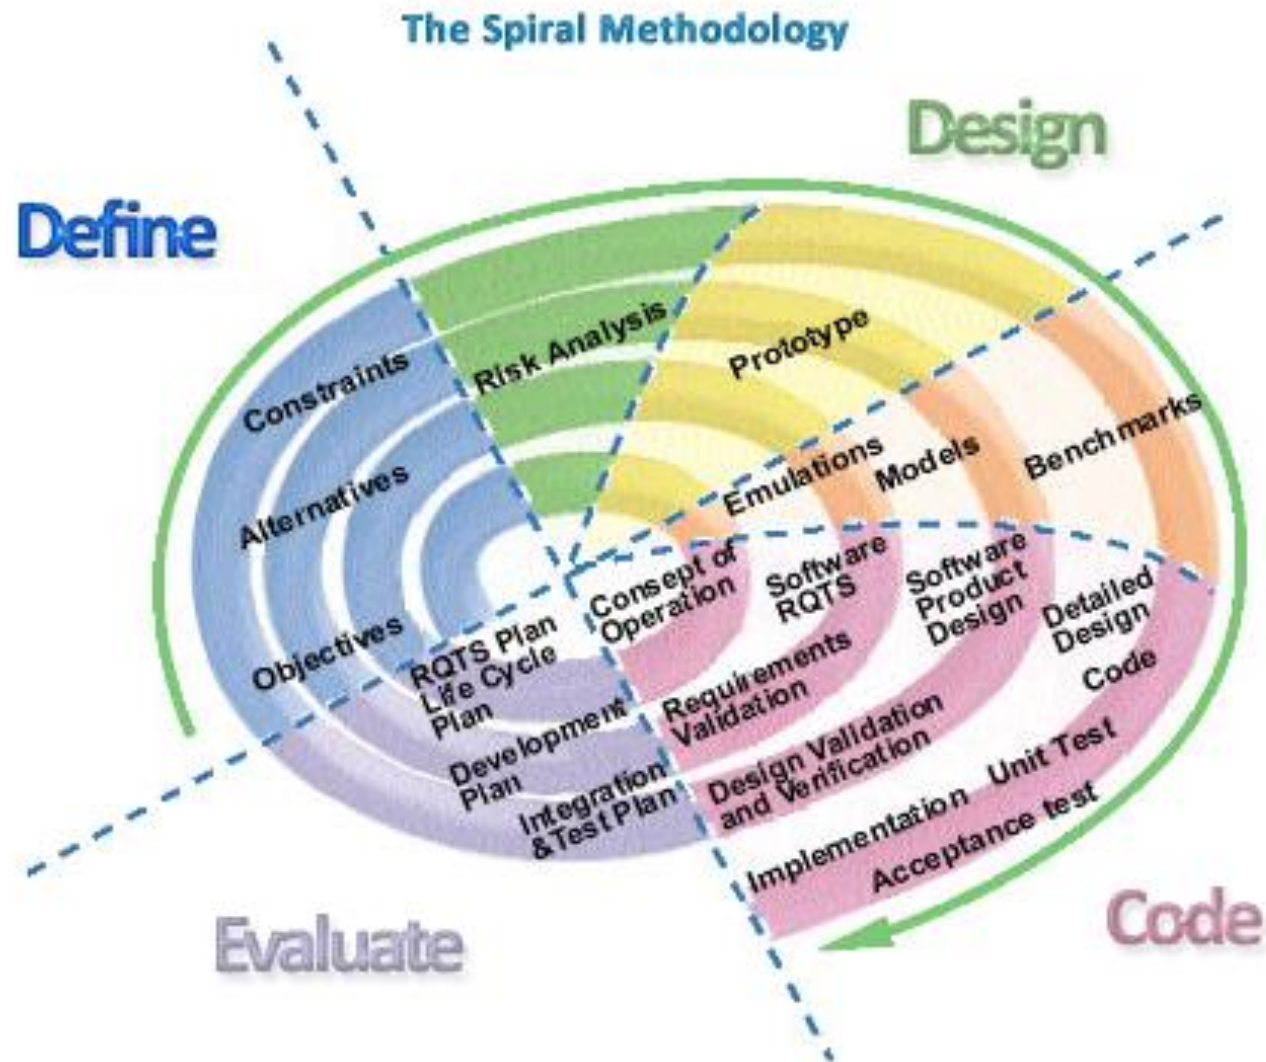 The Spiral Methodology
Design
Define
Constraints
Risk Analysis
Prototype
Alternatives
Emulations
Models
Benchmarks
Objectives
RQTS Plan
Life Cycle
Plan
Consept of
Operation
Software
RQTS
Software
Product
Design
Detailed
Design
Code
Development
Plan
Requirements
Validation
Integration
&Test Plan
Design Validation
and Verification
Unit Test
Implementation
Acceptance test
Evaluate
Code